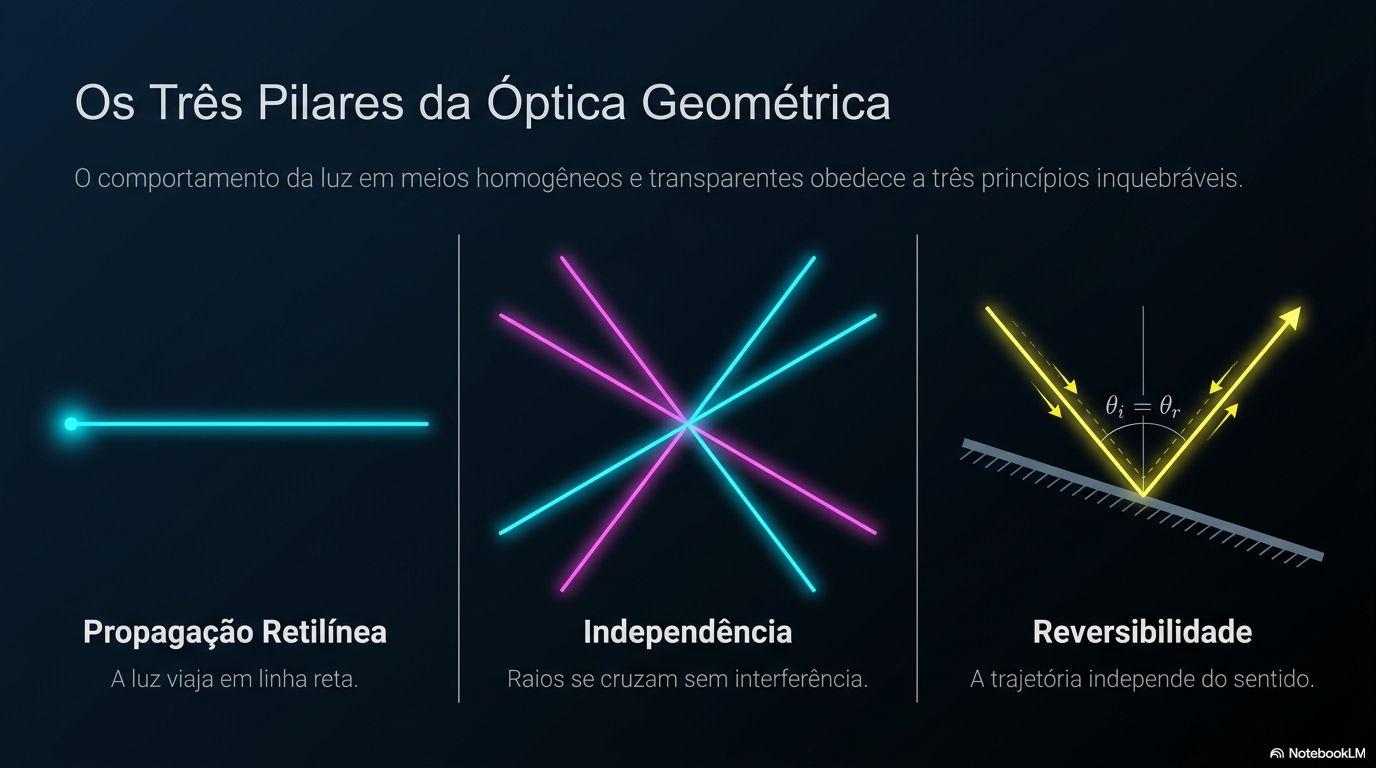 Os Três Pilares da Óptica Geométrica
O comportamento da luz em meios homogêneos e transparentes obedece a três princípios inquebráveis.
θi = θr
Propagação Retilínea
A luz viaja em linha reta.
Independência
Raios se cruzam sem interferência.
Reversibilidade
A trajetória independe do sentido.
NotebookLM